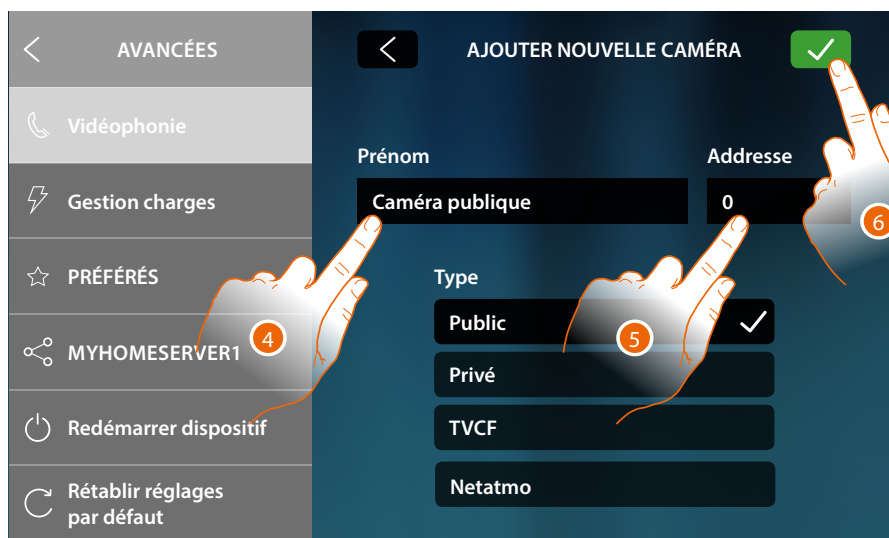 AVANCÉES
Vidéophonie
Gestion charges
PRÉFÉRÉS
MYHOMESERVER1
Redémarrer dispositif
Rétablir réglages
par défaut
AJOUTER NOUVELLE CAMÉRA
Prénom
Addresse
Caméra publique
0
Type
Public
Privé
TVCF
Netatmo
4
5
6